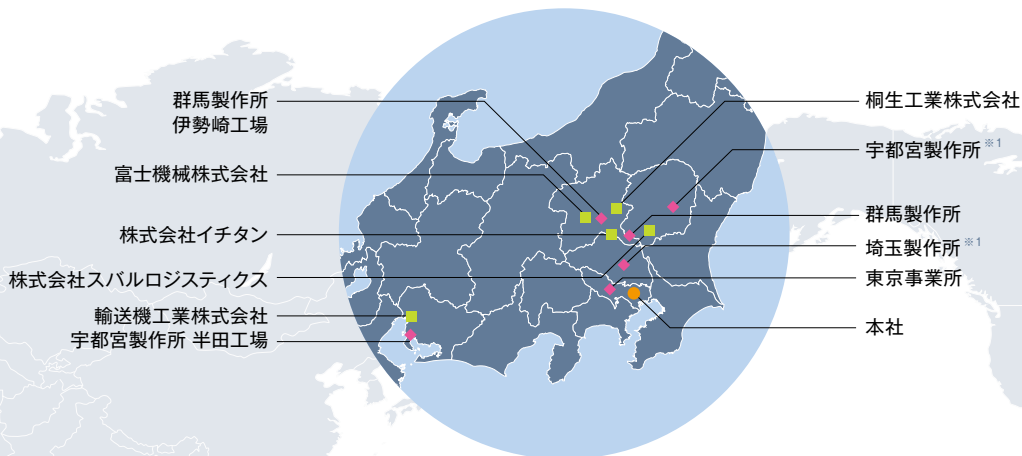 群馬製作所
伊勢崎工場
富士機械株式会社
株式会社イチタン
株式会社スバルロジスティクス
輸送機工業株式会社
宇都宮製作所 半田工場
桐生工業株式会社
宇都宮製作所※1
群馬製作所
埼玉製作所※1
東京事業所
本社